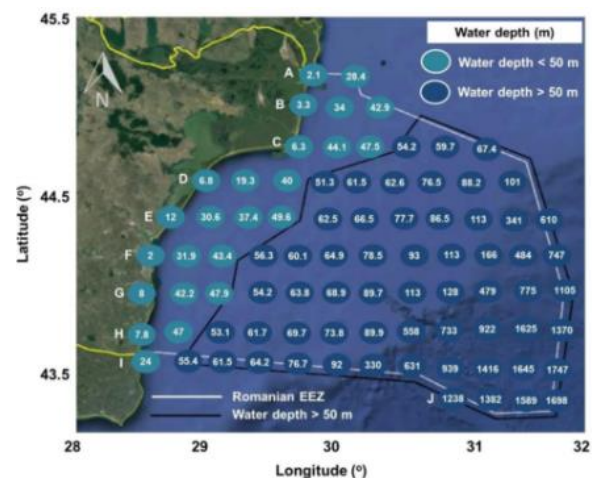 45.5
Water depth (m)
Water depth < 50 m
Water depth > 50 m
N
A 2.1 28.4
B 3.3 34 42.9
C 6.3 44.1 47.5 54.2 59.7 67.4
D 6.8 19.3 40 51.3 61.5 62.6 76.5 88.2 101
44.5
E 12 30.6 37.4 49.6 62.5 66.5 77.7 86.5 113 341 610
F 2 31.9 43.4 56.3 60.1 64.9 78.5 93 113 166 484 747
G 8 42.2 47.9 54.2 63.8 68.9 89.7 113 128 479 775 1105
H 7.8 47 53.1 61.7 69.7 73.8 89.9 558 733 922 1625 1370
I 24 55.4 61.5 64.2 76.7 92 330 631 939 1416 1645 1747
43.5
Romanian EEZ
J 1238 1382 1589 1698
Water depth > 50 m
28 29 30 31 32
Longitude (º)
Latitude (º)